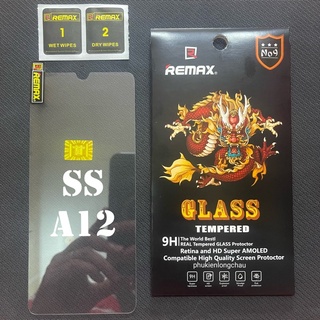 REMAX
1
WET WIPES
REMAX
2
DRY WIPES
REMAX
SS
A12
No9
REMAX
GLASS
TEMPERED
9H
The World Best!
REAL Tempered GLASS Protector
Retina and HD Super AMOLED
Compatible High Quality Screen Protector
phukienlongchau